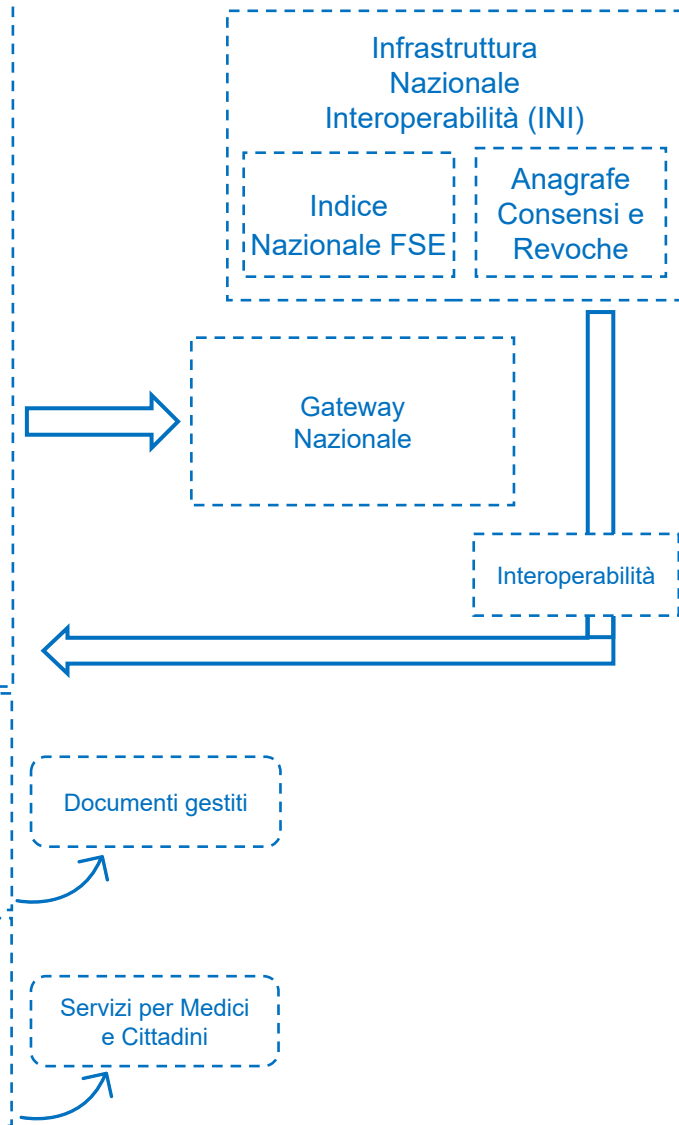 Infrastruttura
Nazionale
Interoperabilità (INI)
Indice
Nazionale FSE
Anagrafe
Consensi e
Revoche
Gateway
Nazionale
Interoperabilità
Documenti gestiti
Servizi per Medici
e Cittadini